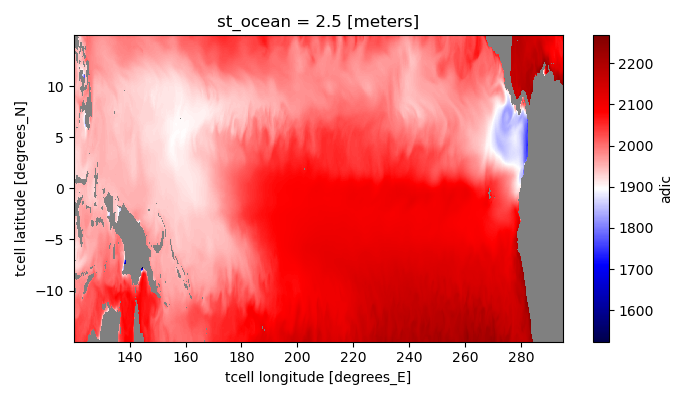 st_ocean = 2.5 [meters]
10
5
0
−5
−10
tcell latitude [degrees_N]
140 160 180 200 220 240 260 280
tcell longitude [degrees_E]
2200
2100
2000
1900
1800
1700
1600
adic